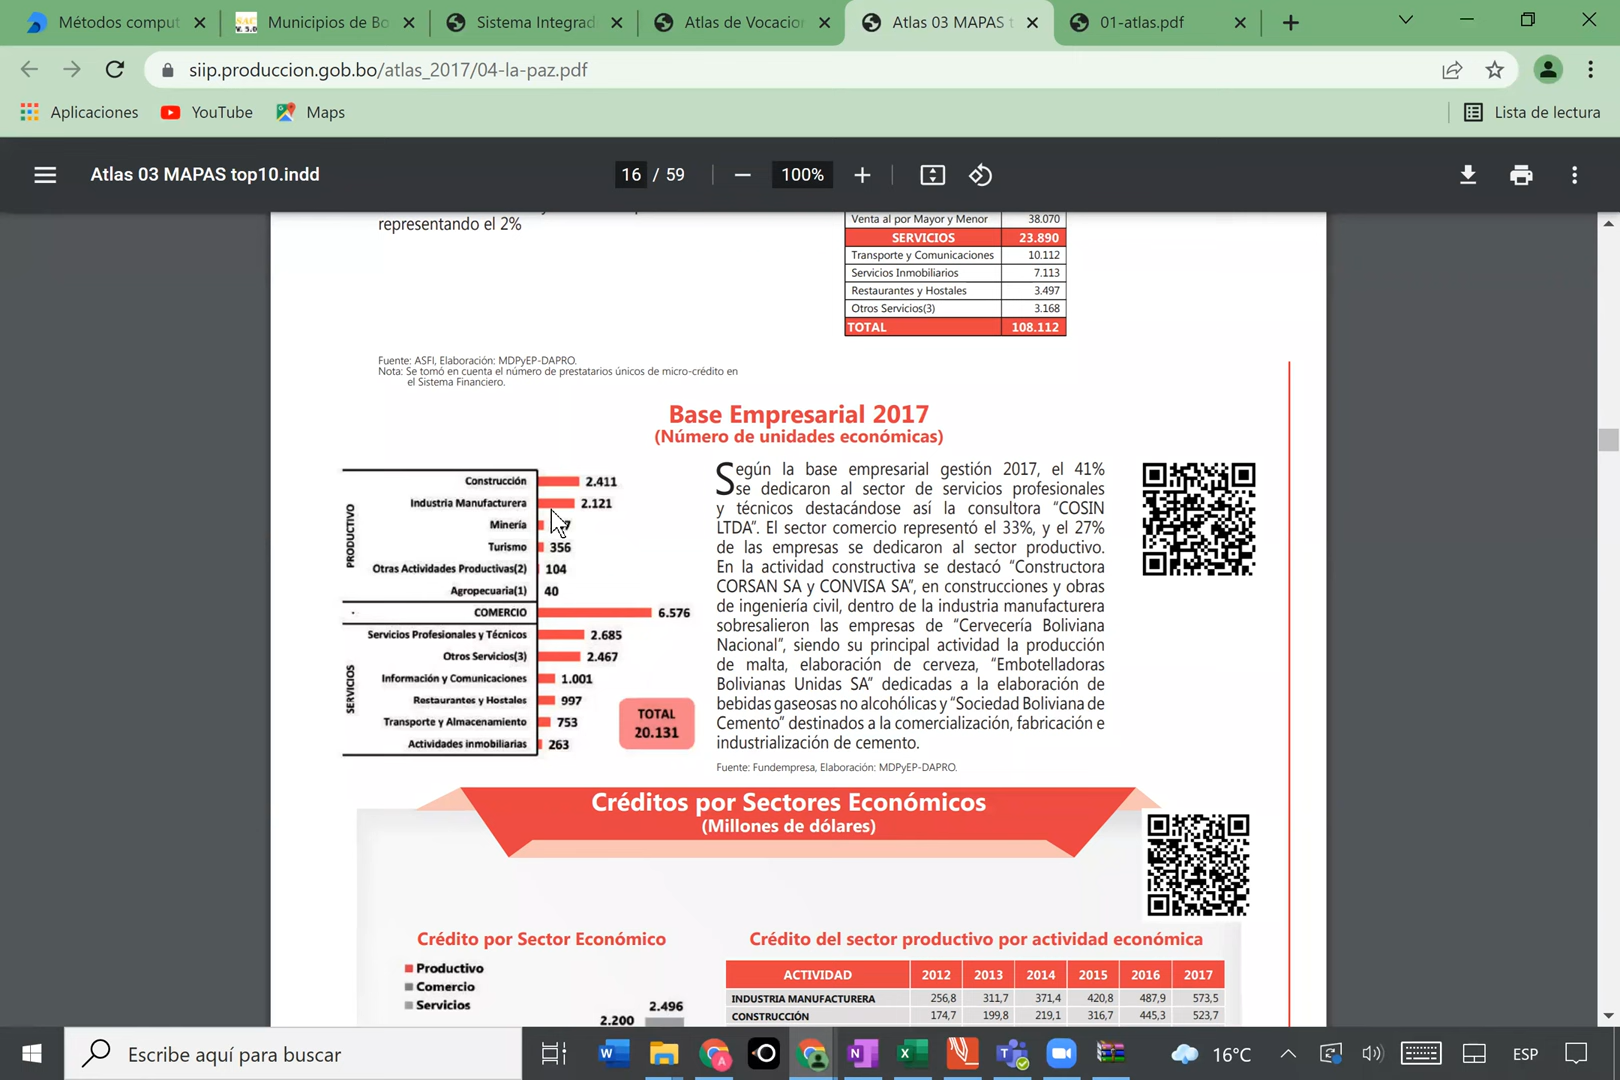 Métodos comput
Municipios de Bo
Sistema Integrad
Atlas de Vocacion
Atlas 03 MAPAS t
01-atlas.pdf
siip.produccion.gob.bo/atlas_2017/04-la-paz.pdf
Aplicaciones
YouTube
Maps
Lista de lectura
Atlas 03 MAPAS top10.indd
16 / 59
100%
representando el 2%
Venta al por Mayor y Menor 38.070
SERVICIOS 23.890
Transporte y Comunicaciones 10.112
Servicios Inmobiliarios 7.113
Restaurantes y Hostales 3.497
Otros Servicios(3) 3.168
TOTAL 108.112
Fuente: ASFI, Elaboración: MDPyEP-DAPRO.
Nota: Se tomó en cuenta el número de prestatarios únicos de micro-crédito en
el Sistema Financiero.
Base Empresarial 2017
(Número de unidades económicas)
PRODUCTIVO
Construcción 2.411
Industria Manufacturera 2.121
Minería
Turismo 356
Otras Actividades Productivas(2) 104
Agropecuaria(1) 40
COMERCIO 6.576
SERVICIOS
Servicios Profesionales y Técnicos 2.685
Otros Servicios(3) 2.467
Información y Comunicaciones 1.001
Restaurantes y Hostales 997
Transporte y Almacenamiento 753
Actividades inmobiliarias 263
TOTAL
20.131
Según la base empresarial gestión 2017, el 41%
se dedicaron al sector de servicios profesionales
y técnicos destacándose así la consultora “COSIN
LTDA”. El sector comercio representó el 33%, y el 27%
de las empresas se dedicaron al sector productivo.
En la actividad constructiva se destacó “Constructora
CORSAN SA y CONVISA SA”, en construcciones y obras
de ingeniería civil, dentro de la industria manufacturera
sobresalieron las empresas de “Cervecería Boliviana
Nacional”, siendo su principal actividad la producción
de malta, elaboración de cerveza, “Embotelladoras
Bolivianas Unidas SA” dedicadas a la elaboración de
bebidas gaseosas no alcohólicas y “Sociedad Boliviana de
Cemento” destinados a la comercialización, fabricación e
industrialización de cemento.
Fuente: Fundempresa, Elaboración: MDPyEP-DAPRO.
Créditos por Sectores Económicos
(Millones de dólares)
Crédito por Sector Económico
Productivo
Comercio
Servicios
2.200
2.496
Crédito del sector productivo por actividad económica
ACTIVIDAD 2012 2013 2014 2015 2016 2017
INDUSTRIA MANUFACTURERA 256,8 311,7 371,4 420,8 487,9 573,5
CONSTRUCCIÓN 174,7 199,8 219,1 316,7 445,3 523,7
Escribe aquí para buscar
16°C
ESP